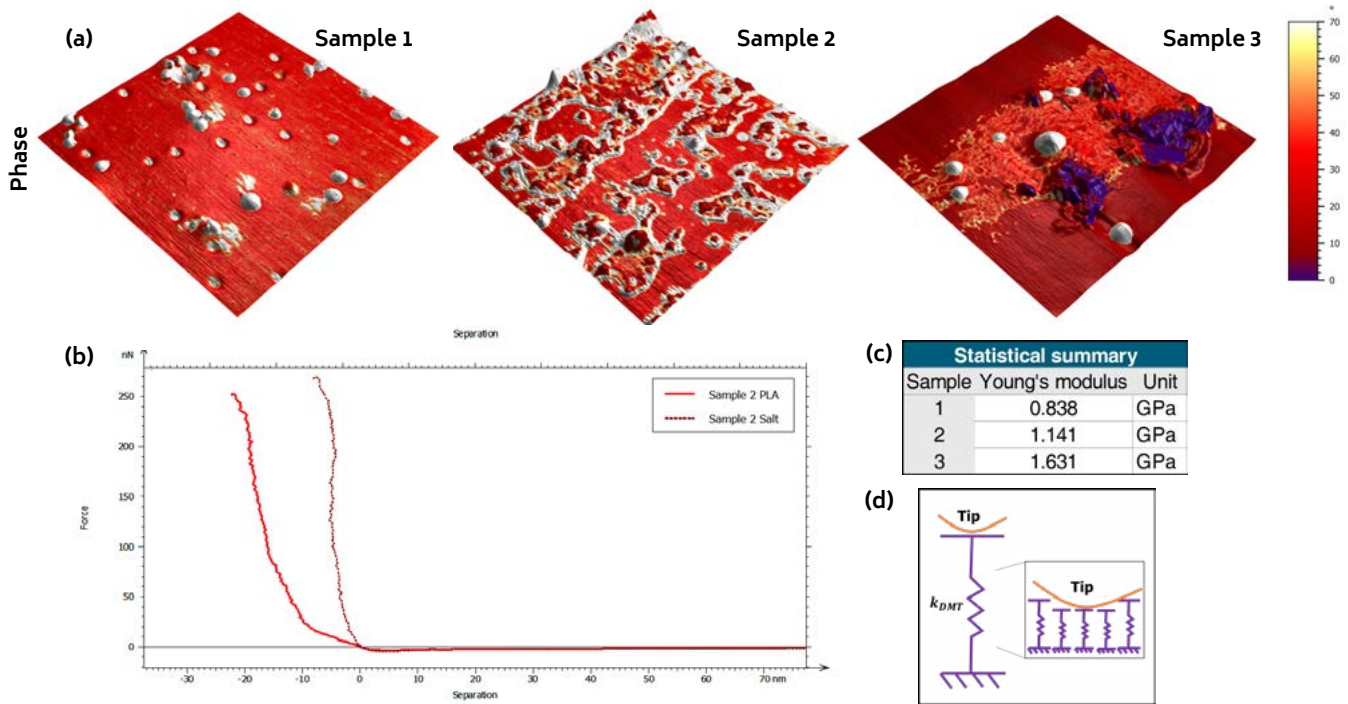 (a)
Sample 1
Sample 2
Sample 3
°
70
60
50
40
30
20
10
0
Phase
(b)
Separation
nN
250
200
150
100
50
0
Force
Sample 2 PLA
Sample 2 Salt
-30 -20 -10 0 10 20 30 40 50 60 70 nm
Separation
(c)
Statistical summary
Sample Young's modulus Unit
1 0.838 GPa
2 1.141 GPa
3 1.631 GPa
(d)
Tip
k_DMT
Tip